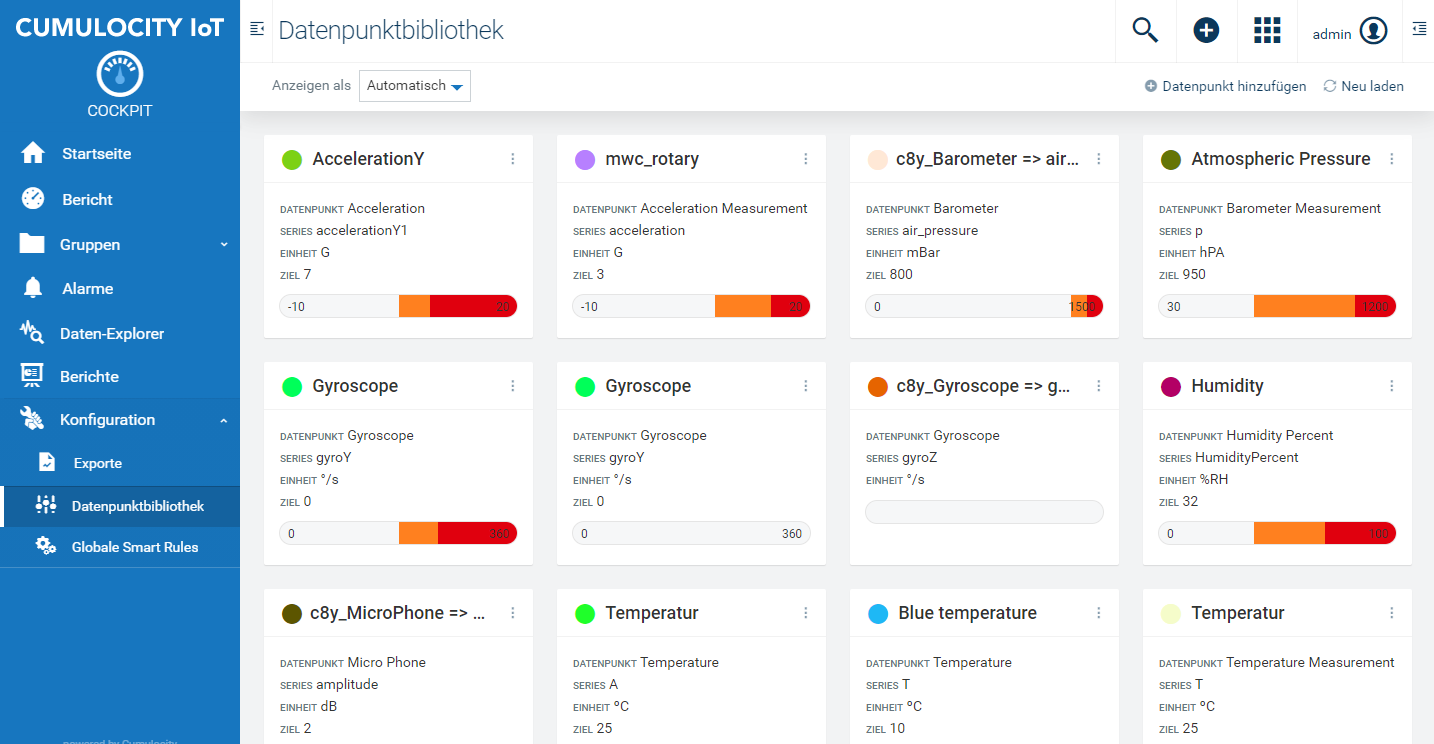 CUMULOCITY IoT
COCKPIT
Startseite
Bericht
Gruppen
Alarme
Daten-Explorer
Berichte
Konfiguration
Exporte
Datenpunktbibliothek
Globale Smart Rules
powered by Cumulocity
Datenpunktbibliothek
admin
Anzeigen als Automatisch
Datenpunkt hinzufügen
Neu laden
AccelerationY
DATENPUNKT Acceleration
SERIES accelerationY1
EINHEIT G
ZIEL 7
-10 20
mwc_rotary
DATENPUNKT Acceleration Measurement
SERIES acceleration
EINHEIT G
ZIEL 3
-10 20
c8y_Barometer => air...
DATENPUNKT Barometer
SERIES air_pressure
EINHEIT mBar
ZIEL 800
0 1500
Atmospheric Pressure
DATENPUNKT Barometer Measurement
SERIES p
EINHEIT hPA
ZIEL 950
30 1200
Gyroscope
DATENPUNKT Gyroscope
SERIES gyroY
EINHEIT °/s
ZIEL 0
0 360
Gyroscope
DATENPUNKT Gyroscope
SERIES gyroY
EINHEIT °/s
ZIEL 0
0 360
c8y_Gyroscope => g...
DATENPUNKT Gyroscope
SERIES gyroZ
EINHEIT °/s
Humidity
DATENPUNKT Humidity Percent
SERIES HumidityPercent
EINHEIT %RH
ZIEL 32
0 100
c8y_MicroPhone => ...
DATENPUNKT Micro Phone
SERIES amplitude
EINHEIT dB
ZIEL 2
Temperatur
DATENPUNKT Temperature
SERIES A
EINHEIT ºC
ZIEL 25
Blue temperature
DATENPUNKT Temperature
SERIES T
EINHEIT ºC
ZIEL 10
Temperatur
DATENPUNKT Temperature Measurement
SERIES T
EINHEIT ºC
ZIEL 25